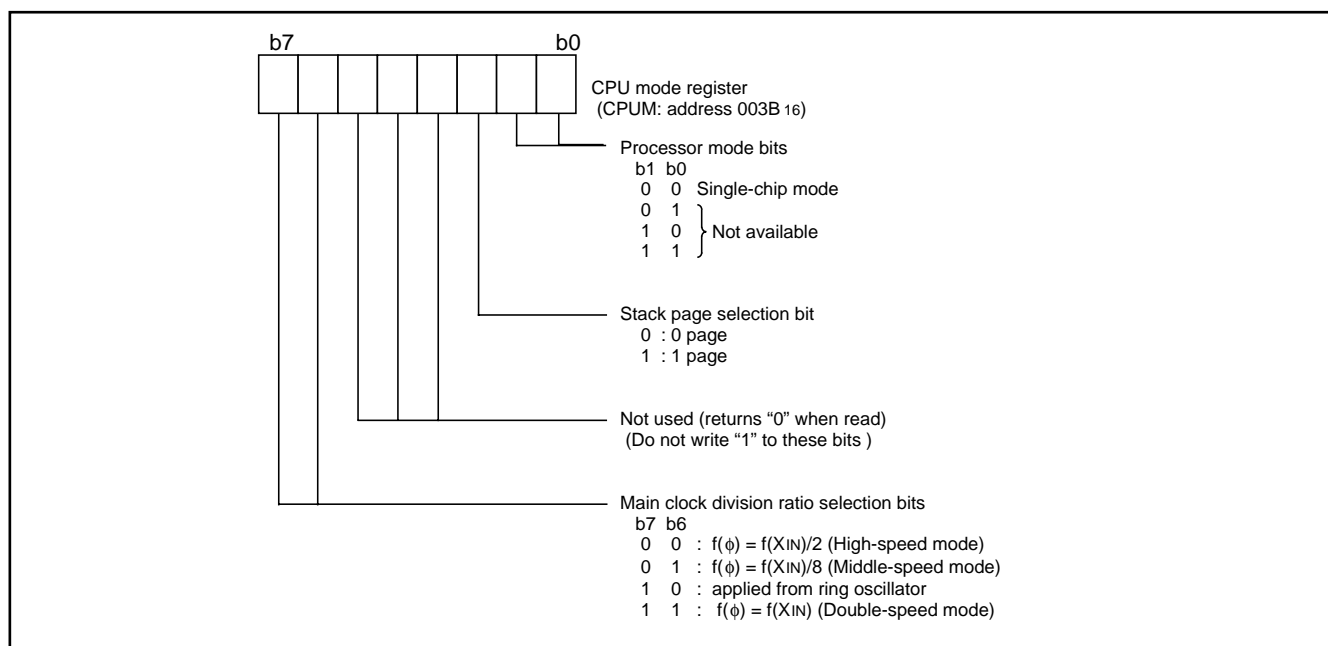 b7 b0
CPU mode register
(CPUM: address 003B 16)
Processor mode bits
b1 b0
0 0 Single-chip mode
0 1
1 0 Not available
1 1
Stack page selection bit
0 : 0 page
1 : 1 page
Not used (returns “0” when read)
(Do not write “1” to these bits )
Main clock division ratio selection bits
b7 b6
0 0 : f(ϕ) = f(XIN)/2 (High-speed mode)
0 1 : f(ϕ) = f(XIN)/8 (Middle-speed mode)
1 0 : applied from ring oscillator
1 1 : f(ϕ) = f(XIN) (Double-speed mode)